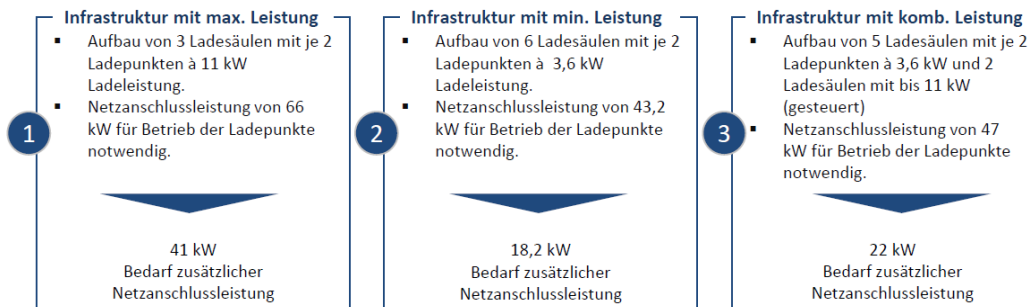 Infrastruktur mit max. Leistung
▪ Aufbau von 3 Ladesäulen mit je 2
Ladepunkten à 11 kW
Ladeleistung.
▪ Netzanschlussleistung von 66
kW für Betrieb der Ladepunkte
notwendig.
1
41 kW
Bedarf zusätzlicher
Netzanschlussleistung
Infrastruktur mit min. Leistung
▪ Aufbau von 6 Ladesäulen mit je 2
Ladepunkten à 3,6 kW
Ladeleistung.
▪ Netzanschlussleistung von 43,2
kW für Betrieb der Ladepunkte
notwendig.
2
18,2 kW
Bedarf zusätzlicher
Netzanschlussleistung
Infrastruktur mit komb. Leistung
▪ Aufbau von 5 Ladesäulen mit je 2
Ladepunkten à 3,6 kW und 2
Ladesäulen mit bis 11 kW
(gesteuert)
▪ Netzanschlussleistung von 47
kW für Betrieb der Ladepunkte
notwendig.
3
22 kW
Bedarf zusätzlicher
Netzanschlussleistung